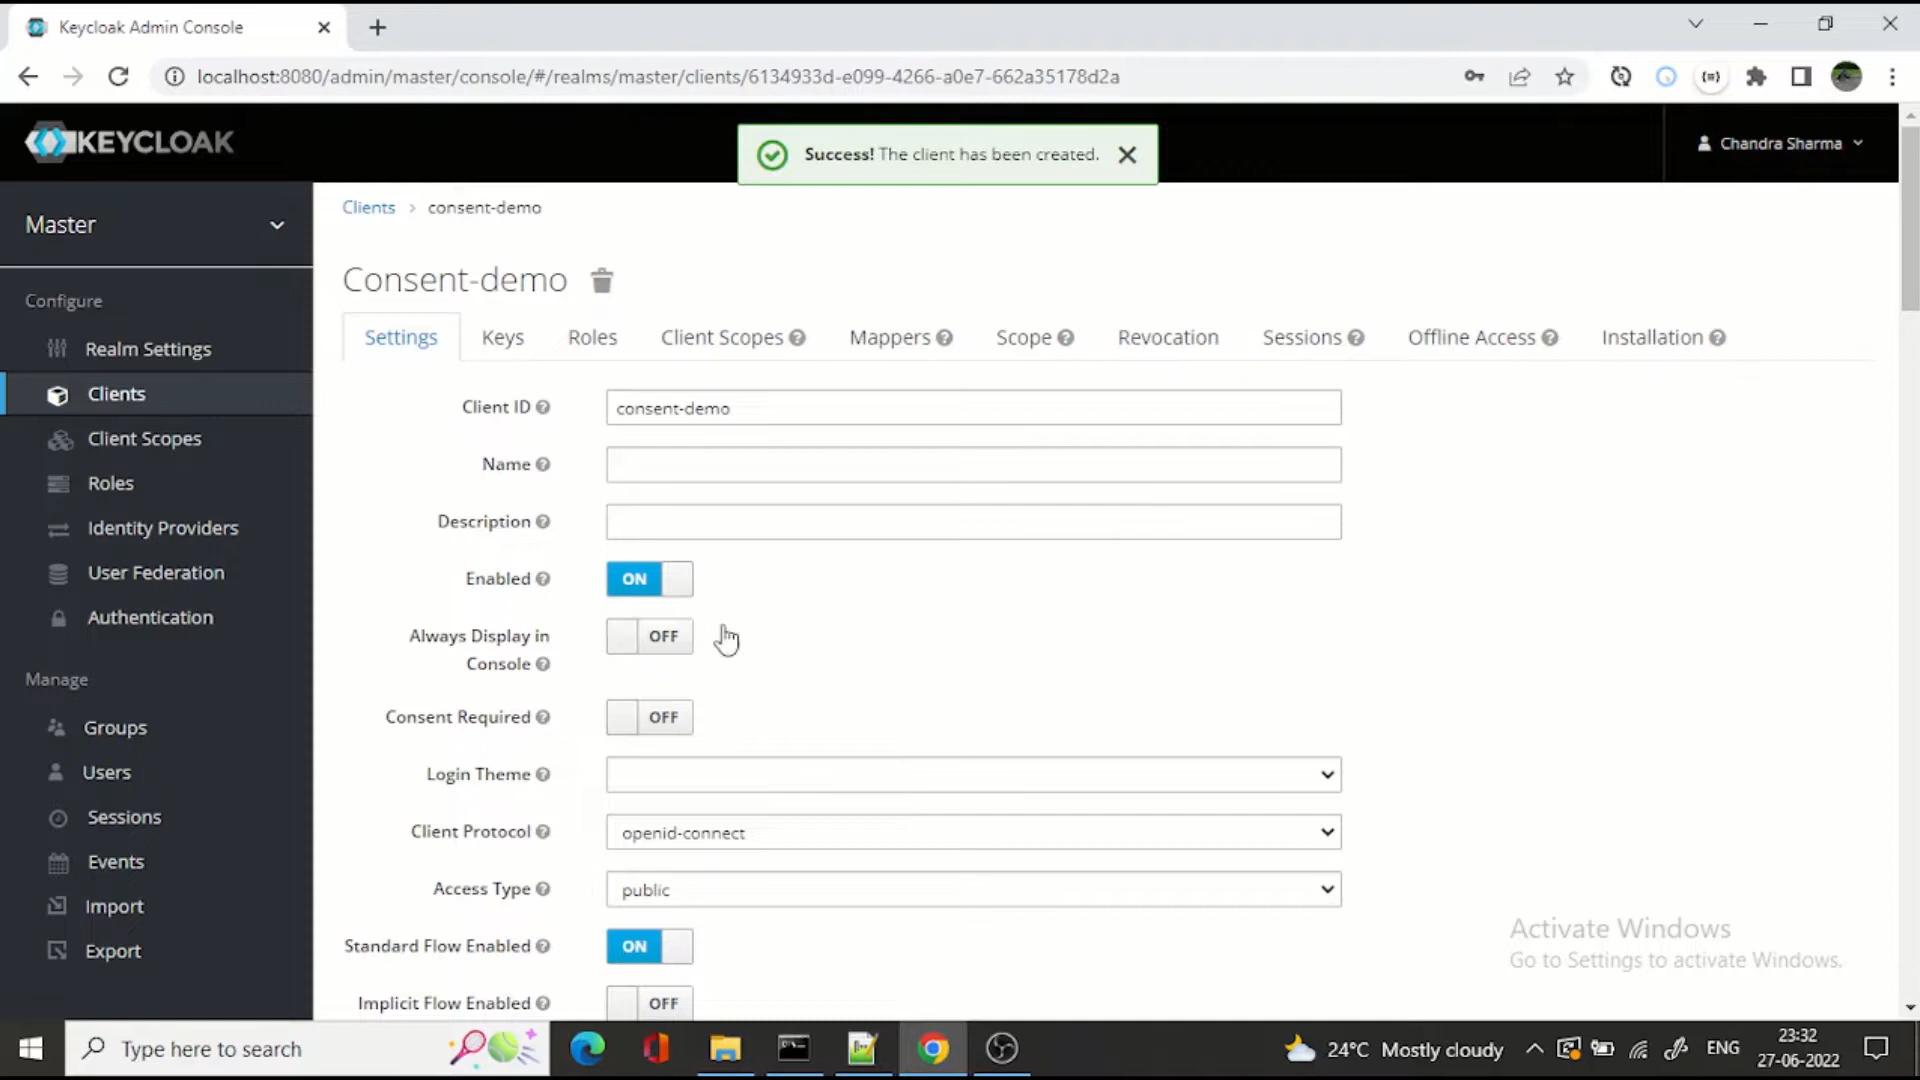 Keycloak Admin Console
localhost:8080/admin/master/console/#/realms/master/clients/6134933d-e099-4266-a0e7-662a35178d2a
KEYCLOAK
Success! The client has been created.
Chandra Sharma
Master
Configure
Realm Settings
Clients
Client Scopes
Roles
Identity Providers
User Federation
Authentication
Manage
Groups
Users
Sessions
Events
Import
Export
Clients > consent-demo
Consent-demo
Settings Keys Roles Client Scopes Mappers Scope Revocation Sessions Offline Access Installation
Client ID consent-demo
Name
Description
Enabled ON
Always Display in
Console
OFF
Consent Required OFF
Login Theme
Client Protocol openid-connect
Access Type public
Standard Flow Enabled ON
Implicit Flow Enabled OFF
Activate Windows
Go to Settings to activate Windows.
Type here to search
24°C Mostly cloudy
ENG
23:32
27-06-2022